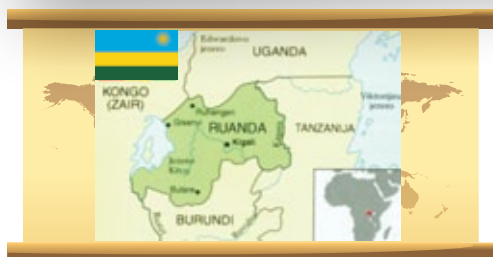 Edwardovo
jezero
UGANDA
KONGO
(ZAIR)
Viktorijino
jezero
Ruhengeri
Gisenyi
RUANDA
TANZANIJA
Kigali
Jezero
Kivu
Butare
BURUNDI